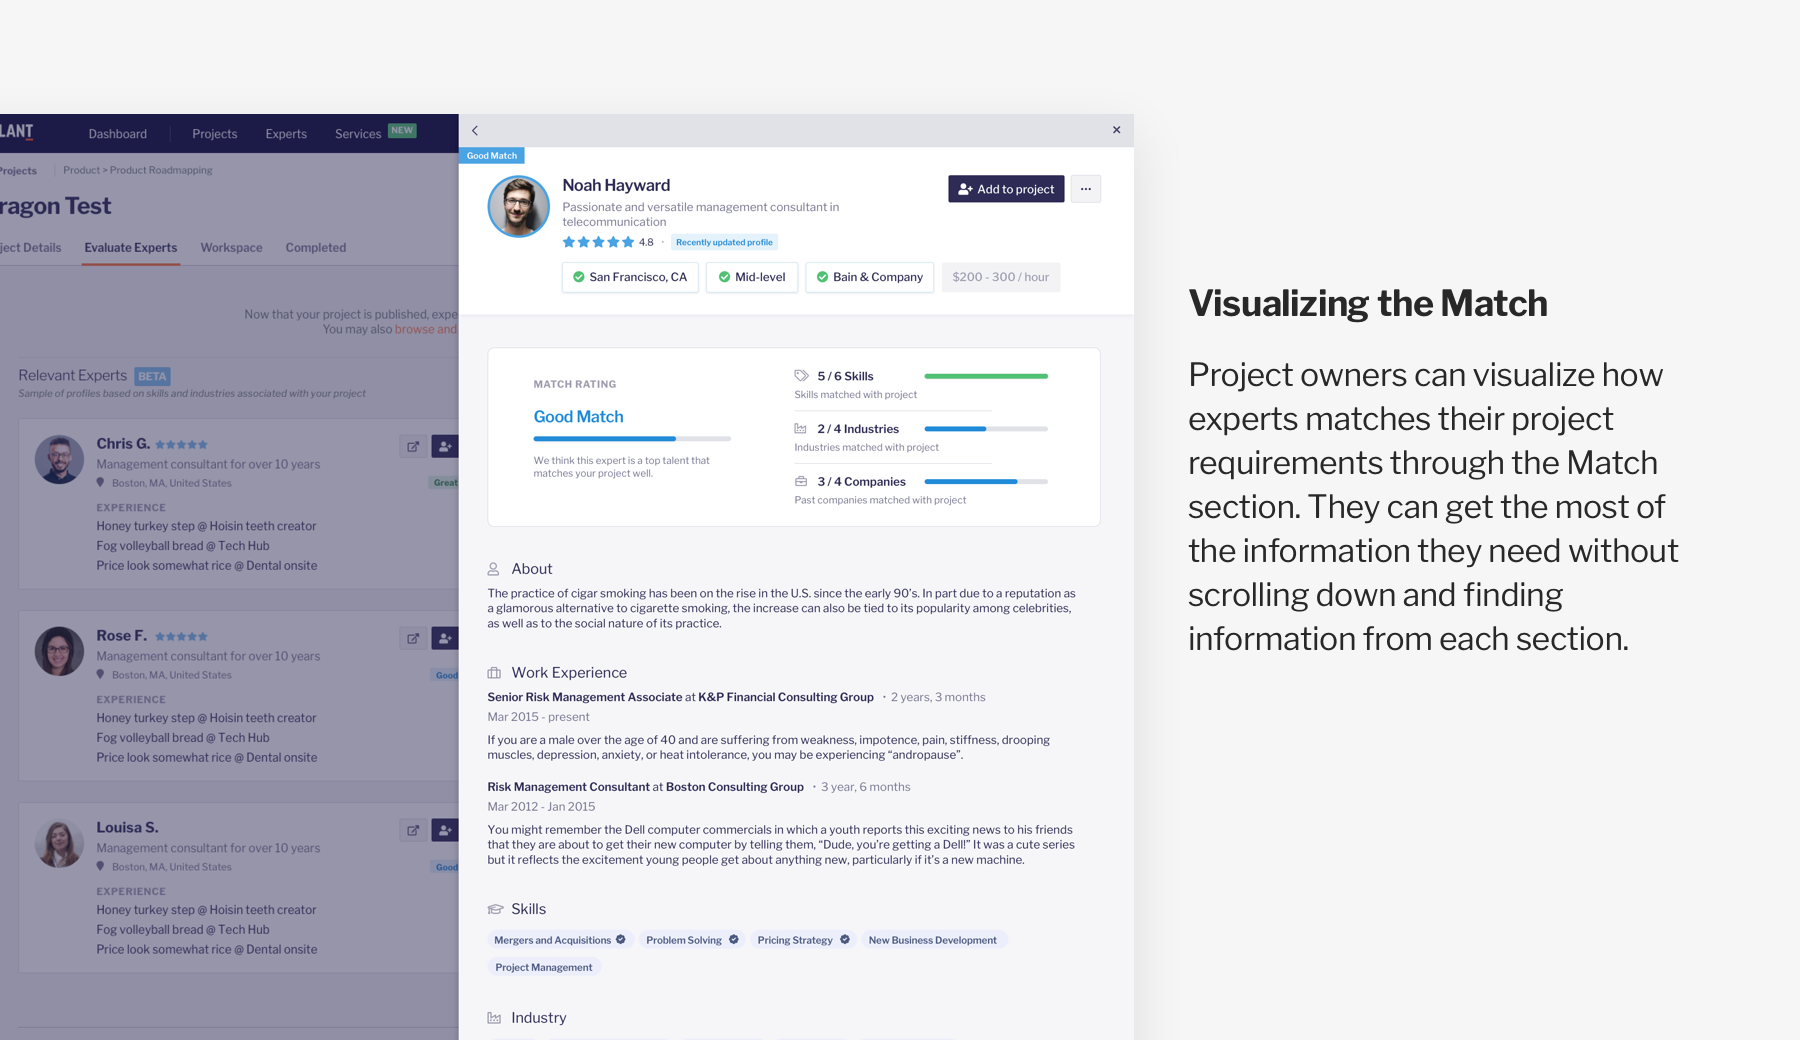 LANT
Dashboard
Projects
Experts
Services
NEW
Projects
Product > Product Roadmapping
ragon Test
ject Details
Evaluate Experts
Workspace
Completed
Now that your project is published, expe
You may also browse and
Relevant Experts
BETA
Sample of profiles based on skills and industries associated with your project
Chris G.
Management consultant for over 10 years
Boston, MA, United States
Great
EXPERIENCE
Honey turkey step @ Hoisin teeth creator
Fog volleyball bread @ Tech Hub
Price look somewhat rice @ Dental onsite
Rose F.
Management consultant for over 10 years
Boston, MA, United States
Good
EXPERIENCE
Honey turkey step @ Hoisin teeth creator
Fog volleyball bread @ Tech Hub
Price look somewhat rice @ Dental onsite
Louisa S.
Management consultant for over 10 years
Boston, MA, United States
Good
EXPERIENCE
Honey turkey step @ Hoisin teeth creator
Fog volleyball bread @ Tech Hub
Price look somewhat rice @ Dental onsite
Good Match
Noah Hayward
Passionate and versatile management consultant in
telecommunication
4.8 · Recently updated profile
Add to project
San Francisco, CA
Mid-level
Bain & Company
$200 - 300 / hour
MATCH RATING
Good Match
We think this expert is a top talent that
matches your project well.
5 / 6 Skills
Skills matched with project
2 / 4 Industries
Industries matched with project
3 / 4 Companies
Past companies matched with project
About
The practice of cigar smoking has been on the rise in the U.S. since the early 90's. In part due to a reputation as
a glamorous alternative to cigarette smoking, the increase can also be tied to its popularity among celebrities,
as well as to the social nature of its practice.
Work Experience
Senior Risk Management Associate at K&P Financial Consulting Group · 2 years, 3 months
Mar 2015 - present
If you are a male over the age of 40 and are suffering from weakness, impotence, pain, stiffness, drooping
muscles, depression, anxiety, or heat intolerance, you may be experiencing “andropause”.
Risk Management Consultant at Boston Consulting Group · 3 year, 6 months
Mar 2012 - Jan 2015
You might remember the Dell computer commercials in which a youth reports this exciting news to his friends
that they are about to get their new computer by telling them, “Dude, you’re getting a Dell!” It was a cute series
but it reflects the excitement young people get about anything new, particularly if it’s a new machine.
Skills
Mergers and Acquisitions
Problem Solving
Pricing Strategy
New Business Development
Project Management
Industry
Visualizing the Match
Project owners can visualize how
experts matches their project
requirements through the Match
section. They can get the most of
the information they need without
scrolling down and finding
information from each section.